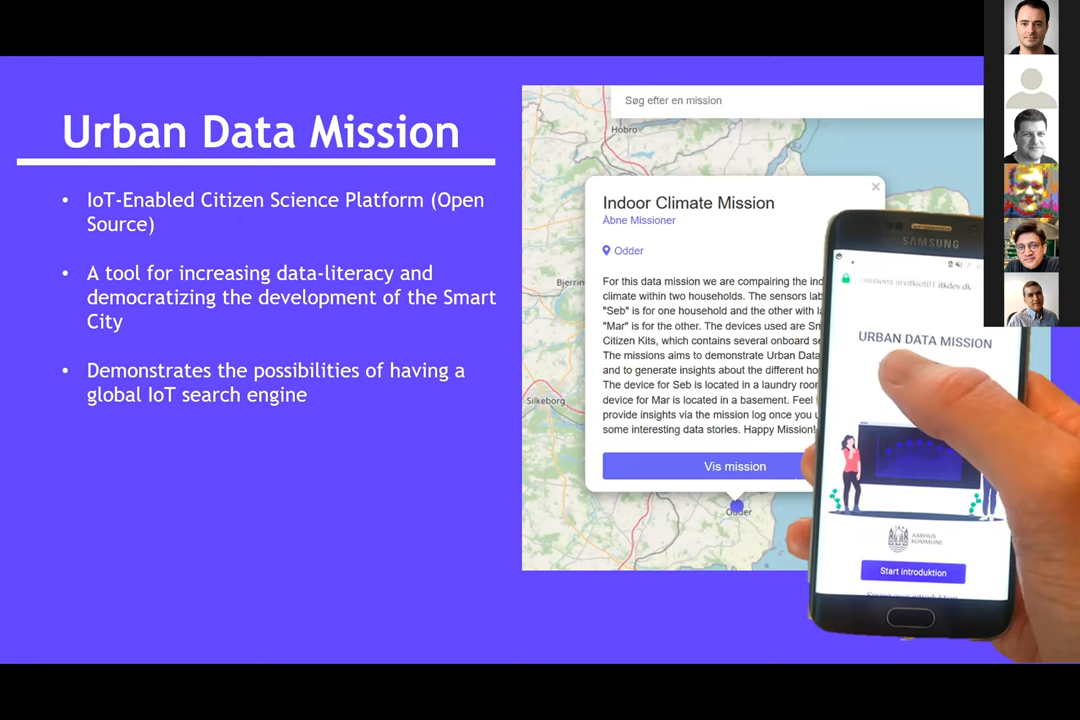 Urban Data Mission
• IoT-Enabled Citizen Science Platform (Open
Source)
• A tool for increasing data-literacy and
democratizing the development of the Smart
City
• Demonstrates the possibilities of having a
global IoT search engine
Søg efter en mission
Hobro
Bjerrin
Silkeborg
Indoor Climate Mission
Åbne Missioner
Odder
For this data mission we are compairing the
climate within two households. The sensors
"Seb" is for one household and the other with
"Mar" is for the other. The devices used are
Citizen Kits, which contains several onboard
The missions aims to demonstrate Urban Data
and to generate insights about the different
The device for Seb is located in a laundry
device for Mar is located in a basement. Feel
provide insights via the mission log once you
some interesting data stories. Happy Mission!
Vis mission
Odder
SAMSUNG
URBAN DATA MISSION
AARHUS
KOMMUNE
Start introduktion